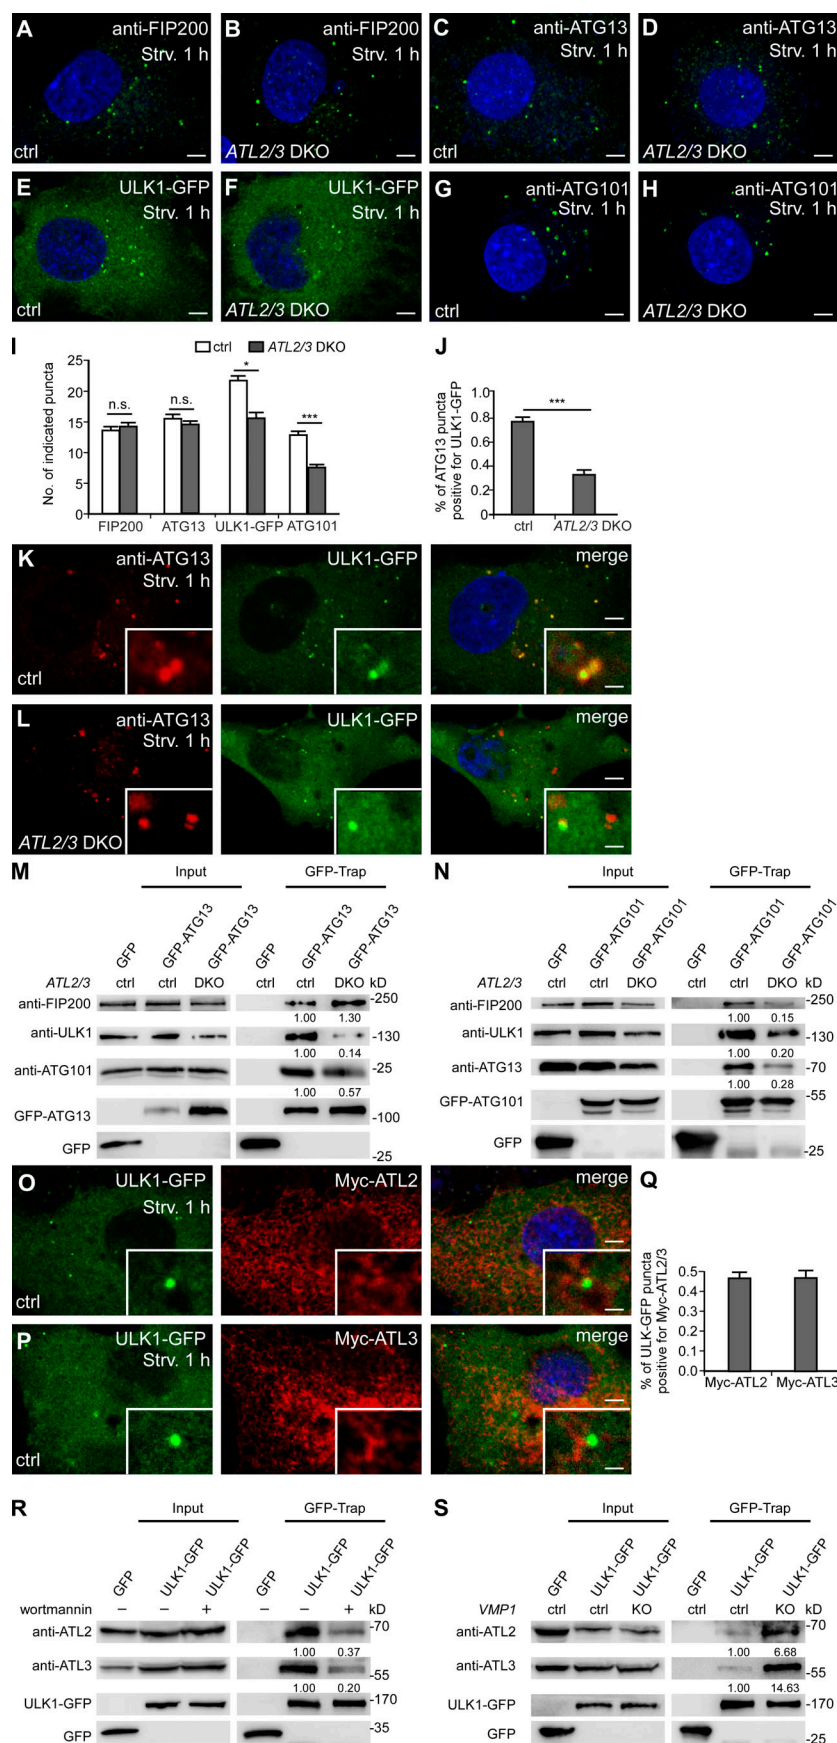 A anti-FIP200 Strv. 1 h ctrl
B anti-FIP200 Strv. 1 h ATL2/3 DKO
C anti-ATG13 Strv. 1 h ctrl
D anti-ATG13 Strv. 1 h ATL2/3 DKO
E ULK1-GFP Strv. 1 h ctrl
F ULK1-GFP Strv. 1 h ATL2/3 DKO
G anti-ATG101 Strv. 1 h ctrl
H anti-ATG101 Strv. 1 h ATL2/3 DKO
I
ctrl ATL2/3 DKO
No. of indicated puncta
25
20
15
10
5
0
n.s. n.s. * ***
FIP200 ATG13 ULK1-GFP ATG101
J
% of ATG13 puncta
positive for ULK1-GFP
1.0
0.8
0.6
0.4
0.2
0
***
ctrl ATL2/3 DKO
K anti-ATG13 Strv. 1 h ctrl
ULK1-GFP
merge
L anti-ATG13 Strv. 1 h ATL2/3 DKO
ULK1-GFP
merge
M
Input GFP-Trap
GFP GFP-ATG13 GFP-ATG13 GFP GFP-ATG13 GFP-ATG13
ATL2/3 ctrl ctrl DKO ctrl ctrl DKO kD
anti-FIP200 -250
1.00 1.30
anti-ULK1 -130
1.00 0.14
anti-ATG101 -25
1.00 0.57
GFP-ATG13 -100
GFP -25
N
Input GFP-Trap
GFP GFP-ATG101 GFP-ATG101 GFP GFP-ATG101 GFP-ATG101
ATL2/3 ctrl ctrl DKO ctrl ctrl DKO kD
anti-FIP200 -250
1.00 0.15
anti-ULK1 -130
1.00 0.20
anti-ATG13 -70
1.00 0.28
GFP-ATG101 -55
GFP -25
O ULK1-GFP Strv. 1 h ctrl
Myc-ATL2
merge
P ULK1-GFP Strv. 1 h ctrl
Myc-ATL3
merge
Q
% of ULK-GFP puncta
positive for Myc-ATL2/3
0.5
0.4
0.3
0.2
0.1
0.0
Myc-ATL2 Myc-ATL3
R
Input GFP-Trap
GFP ULK1-GFP ULK1-GFP GFP ULK1-GFP ULK1-GFP
wortmannin – – + – – + kD
anti-ATL2 -70
1.00 0.37
anti-ATL3 55
1.00 0.20
ULK1-GFP -170
GFP -35
S
Input GFP-Trap
GFP ULK1-GFP ULK1-GFP GFP ULK1-GFP ULK1-GFP
VMP1 ctrl ctrl KO ctrl ctrl KO kD
anti-ATL2 -70
1.00 6.68
anti-ATL3 55
1.00 14.63
ULK1-GFP -170
GFP -25